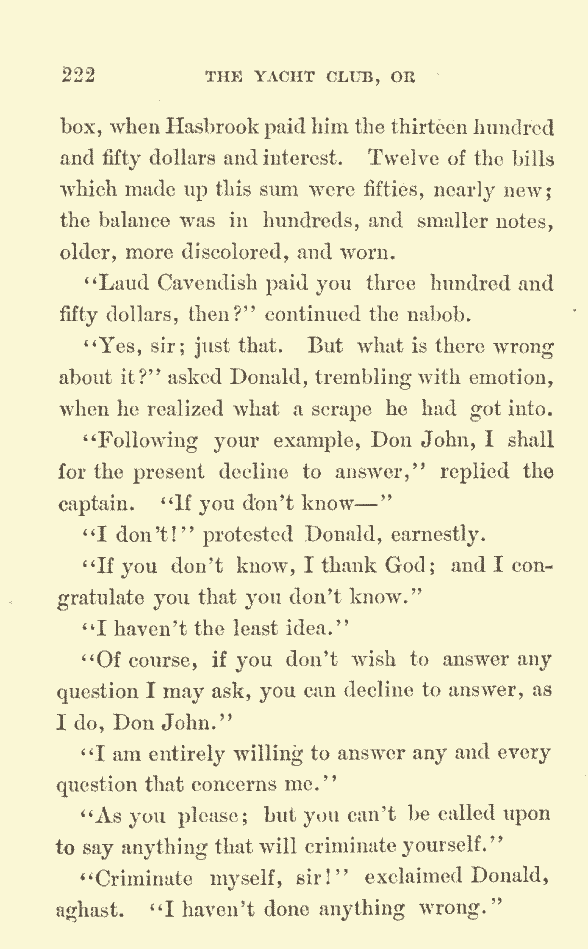 222 THE YACHT CLUB, OR
box, when Hasbrook paid him the thirteen hundred
and fifty dollars and interest. Twelve of the bills
which made up this sum were fifties, nearly new;
the balance was in hundreds, and smaller notes,
older, more discolored, and worn.
“Laud Cavendish paid you three hundred and
fifty dollars, then?” continued the nabob.
“Yes, sir; just that. But what is there wrong
about it?” asked Donald, trembling with emotion,
when he realized what a scrape he had got into.
“Following your example, Don John, I shall
for the present decline to answer,” replied the
captain. “If you don’t know—”
“I don’t!” protested Donald, earnestly.
“If you don’t know, I thank God; and I con-
gratulate you that you don’t know.”
“I haven’t the least idea.”
“Of course, if you don’t wish to answer any
question I may ask, you can decline to answer, as
I do, Don John.”
“I am entirely willing to answer any and every
question that concerns me.”
“As you please; but you can’t be called upon
to say anything that will criminate yourself.”
“Criminate myself, sir!” exclaimed Donald,
aghast. “I haven’t done anything wrong.”